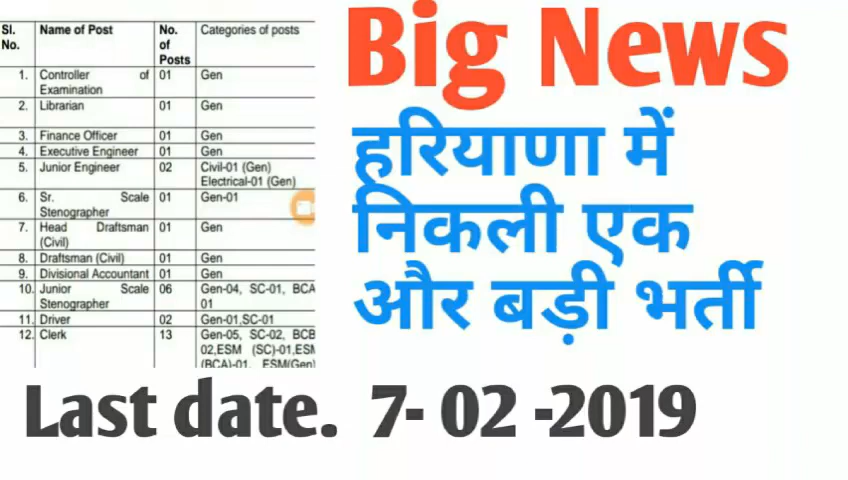 Sl. No. Name of Post No. of Posts Categories of posts
1. Controller of Examination 01 Gen
2. Librarian 01 Gen
3. Finance Officer 01 Gen
4. Executive Engineer 01 Gen
5. Junior Engineer 02 Civil-01 (Gen)
Electrical-01 (Gen)
6. Sr. Scale Stenographer 01 Gen-01
7. Head Draftsman (Civil) 01 Gen
8. Draftsman (Civil) 01 Gen
9. Divisional Accountant 01 Gen
10. Junior Scale Stenographer 06 Gen-04, SC-01, BCA
01
11. Driver 02 Gen-01,SC-01
12. Clerk 13 Gen-05, SC-02, BCB
02,ESM (SC)-01,ESM
(BCA)-01, ESM(Gen)
Big News
हरियाणा में
निकली एक
और बड़ी भर्ती
Last date. 7- 02 -2019